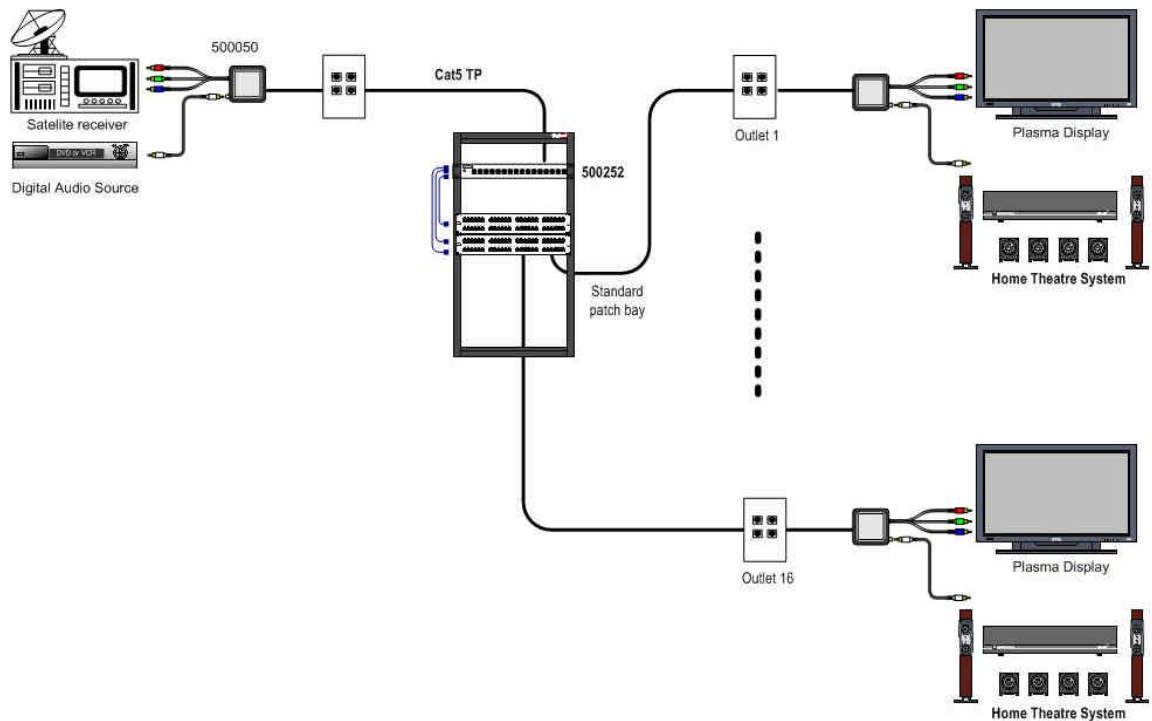 500050
Satelite receiver
DVD or VCR
Digital Audio Source
Cat5 TP
500252
Standard
patch bay
Outlet 1
Plasma Display
Home Theatre System
Outlet 16
Plasma Display
Home Theatre System